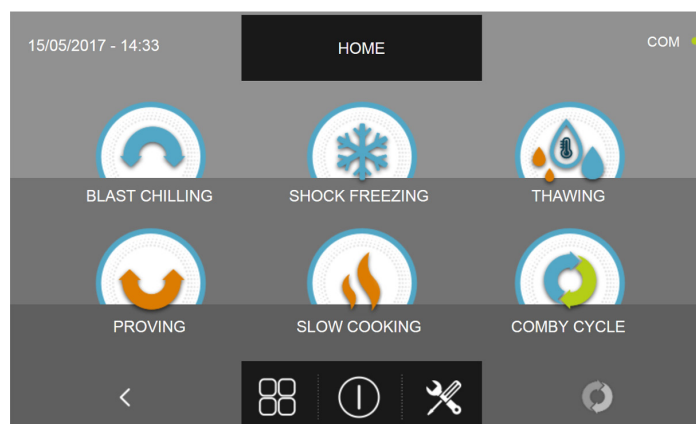 15/05/2017 - 14:33
HOME
COM
BLAST CHILLING
SHOCK FREEZING
THAWING
PROVING
SLOW COOKING
COMBY CYCLE